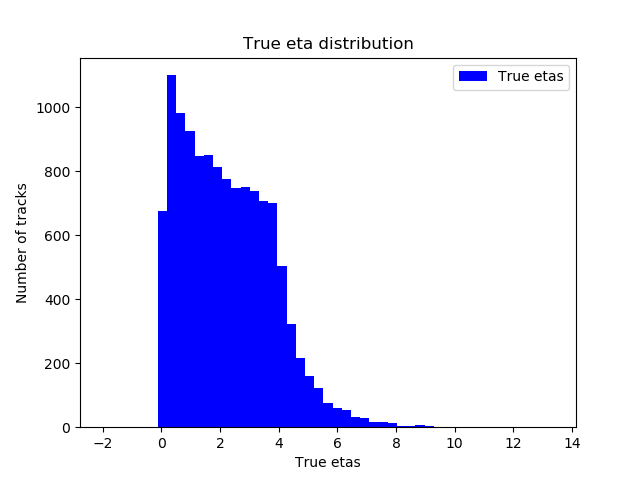 True eta distribution
True etas
1000
800
600
400
200
0
Number of tracks
−2 0 2 4 6 8 10 12 14
True etas